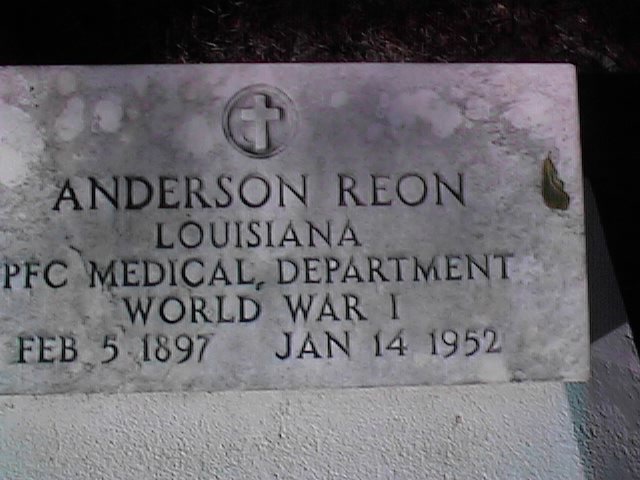 ANDERSON REON
LOUISIANA
PFC MEDICAL DEPARTMENT
WORLD WAR I
FEB 5 1897 JAN 14 1952